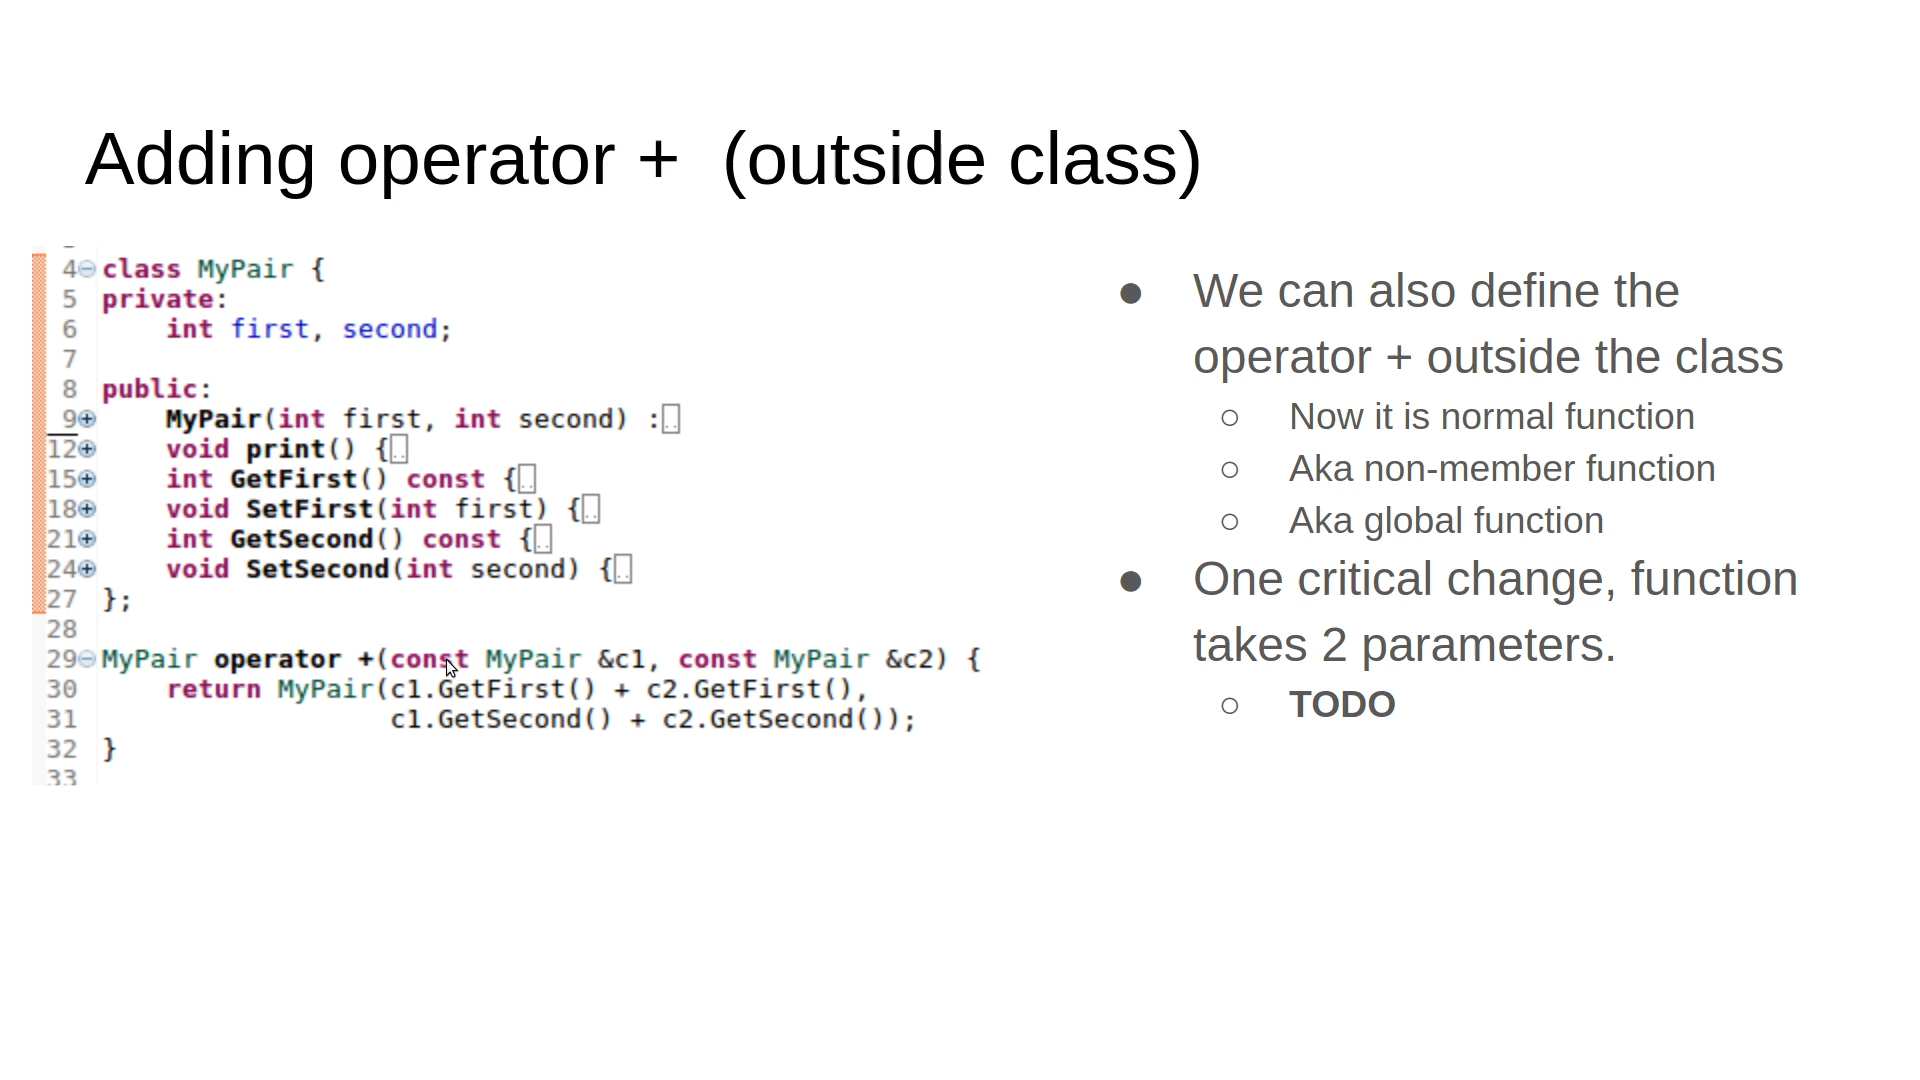 Adding operator + (outside class)
4 class MyPair {
5 private:
6 int first, second;
7
8 public:
9 MyPair(int first, int second) :..
12 void print() {..
15 int GetFirst() const {..
18 void SetFirst(int first) {..
21 int GetSecond() const {..
24 void SetSecond(int second) {..
27 };
28
29 MyPair operator +(const MyPair &c1, const MyPair &c2) {
30 return MyPair(c1.GetFirst() + c2.GetFirst(),
31 c1.GetSecond() + c2.GetSecond());
32 }
33
● We can also define the
operator + outside the class
○ Now it is normal function
○ Aka non-member function
○ Aka global function
● One critical change, function
takes 2 parameters.
○ TODO